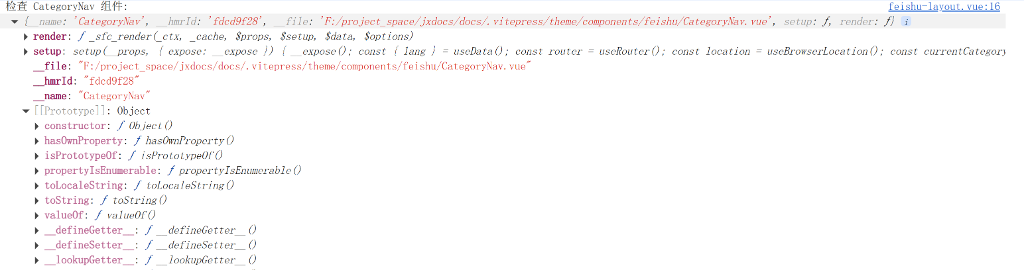 检查 CategoryNav 组件: feishu-layout.vue:16
{__name: 'CategoryNav', __hmrId: 'fdcd9f28', __file: 'F:/project_space/jxdocs/docs/.vitepress/theme/components/feishu/CategoryNav.vue', setup: ƒ, render: ƒ}
render: ƒ _sfc_render(_ctx, _cache, $props, $setup, $data, $options)
setup: setup(__props, { expose: __expose }) { __expose(); const { lang } = useData(); const router = useRouter(); const location = useBrowserLocation(); const currentCategory
__file: "F:/project_space/jxdocs/docs/.vitepress/theme/components/feishu/CategoryNav.vue"
__hmrId: "fdcd9f28"
__name: "CategoryNav"
[[Prototype]]: Object
constructor: ƒ Object()
hasOwnProperty: ƒ hasOwnProperty()
isPrototypeOf: ƒ isPrototypeOf()
propertyIsEnumerable: ƒ propertyIsEnumerable()
toLocaleString: ƒ toLocaleString()
toString: ƒ toString()
valueOf: ƒ valueOf()
__defineGetter__: ƒ __defineGetter__()
__defineSetter__: ƒ __defineSetter__()
__lookupGetter__: ƒ __lookupGetter__()